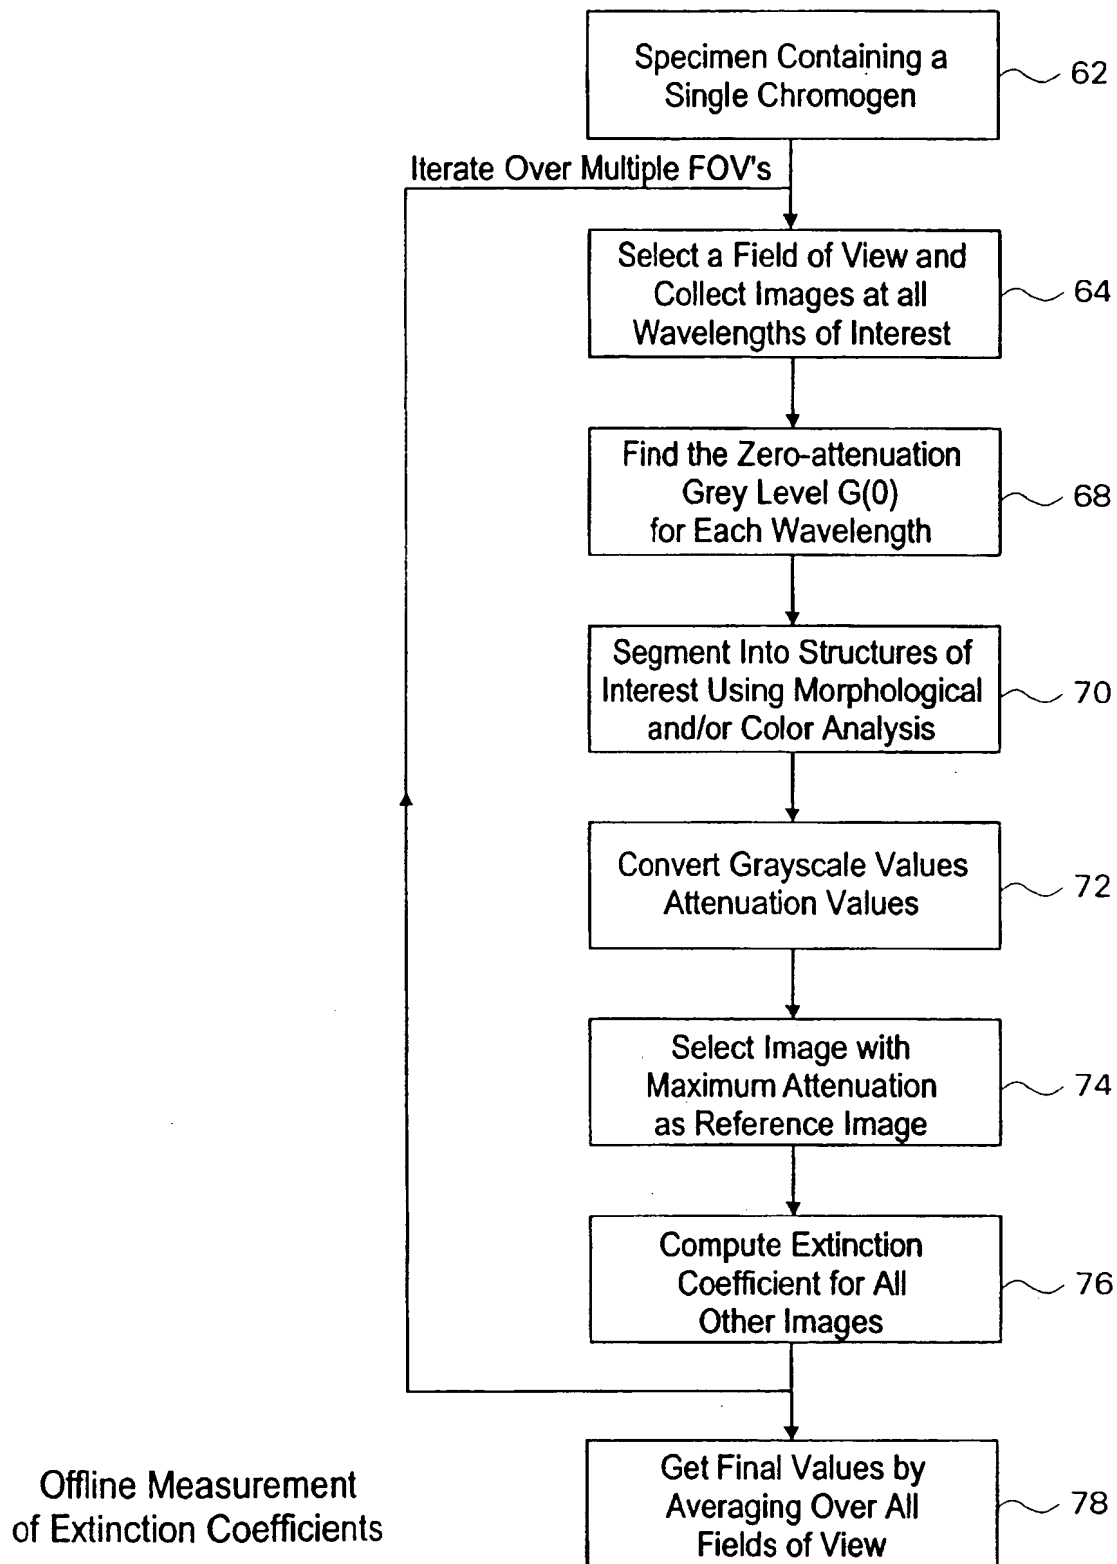 Specimen Containing a
Single Chromogen
62
Iterate Over Multiple FOV's
Select a Field of View and
Collect Images at all
Wavelengths of Interest
64
Find the Zero-attenuation
Grey Level G(0)
for Each Wavelength
68
Segment Into Structures of
Interest Using Morphological
and/or Color Analysis
70
Convert Grayscale Values
Attenuation Values
72
Select Image with
Maximum Attenuation
as Reference Image
74
Compute Extinction
Coefficient for All
Other Images
76
Get Final Values by
Averaging Over All
Fields of View
78
Offline Measurement
of Extinction Coefficients